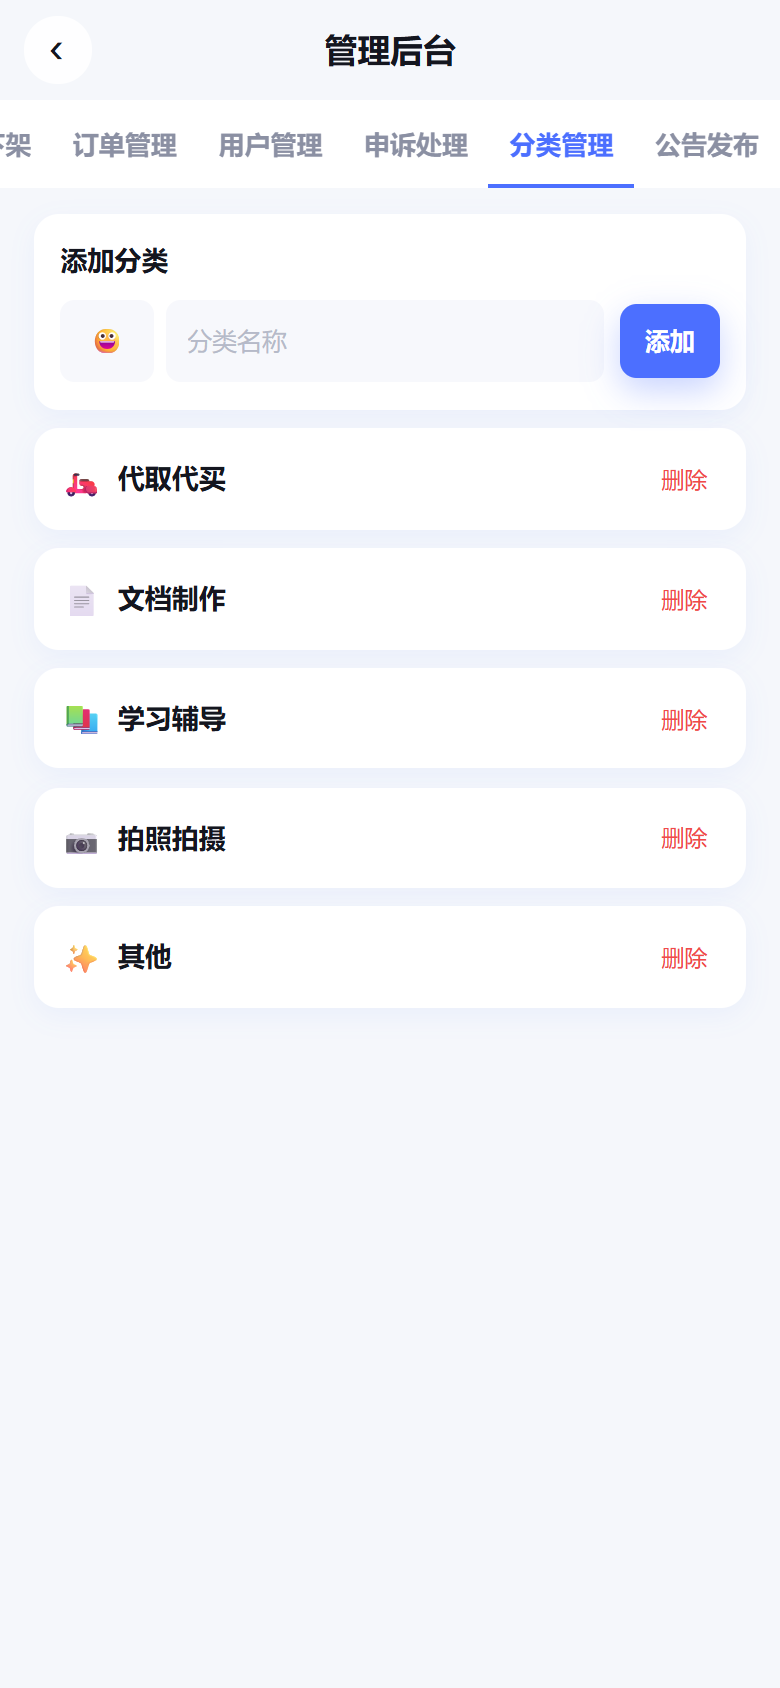 ‹
管理后台
架 订单管理 用户管理 申诉处理 分类管理 公告发布
添加分类
😀 分类名称 添加
🛵 代取代买 删除
📄 文档制作 删除
📚 学习辅导 删除
📷 拍照拍摄 删除
✨ 其他 删除